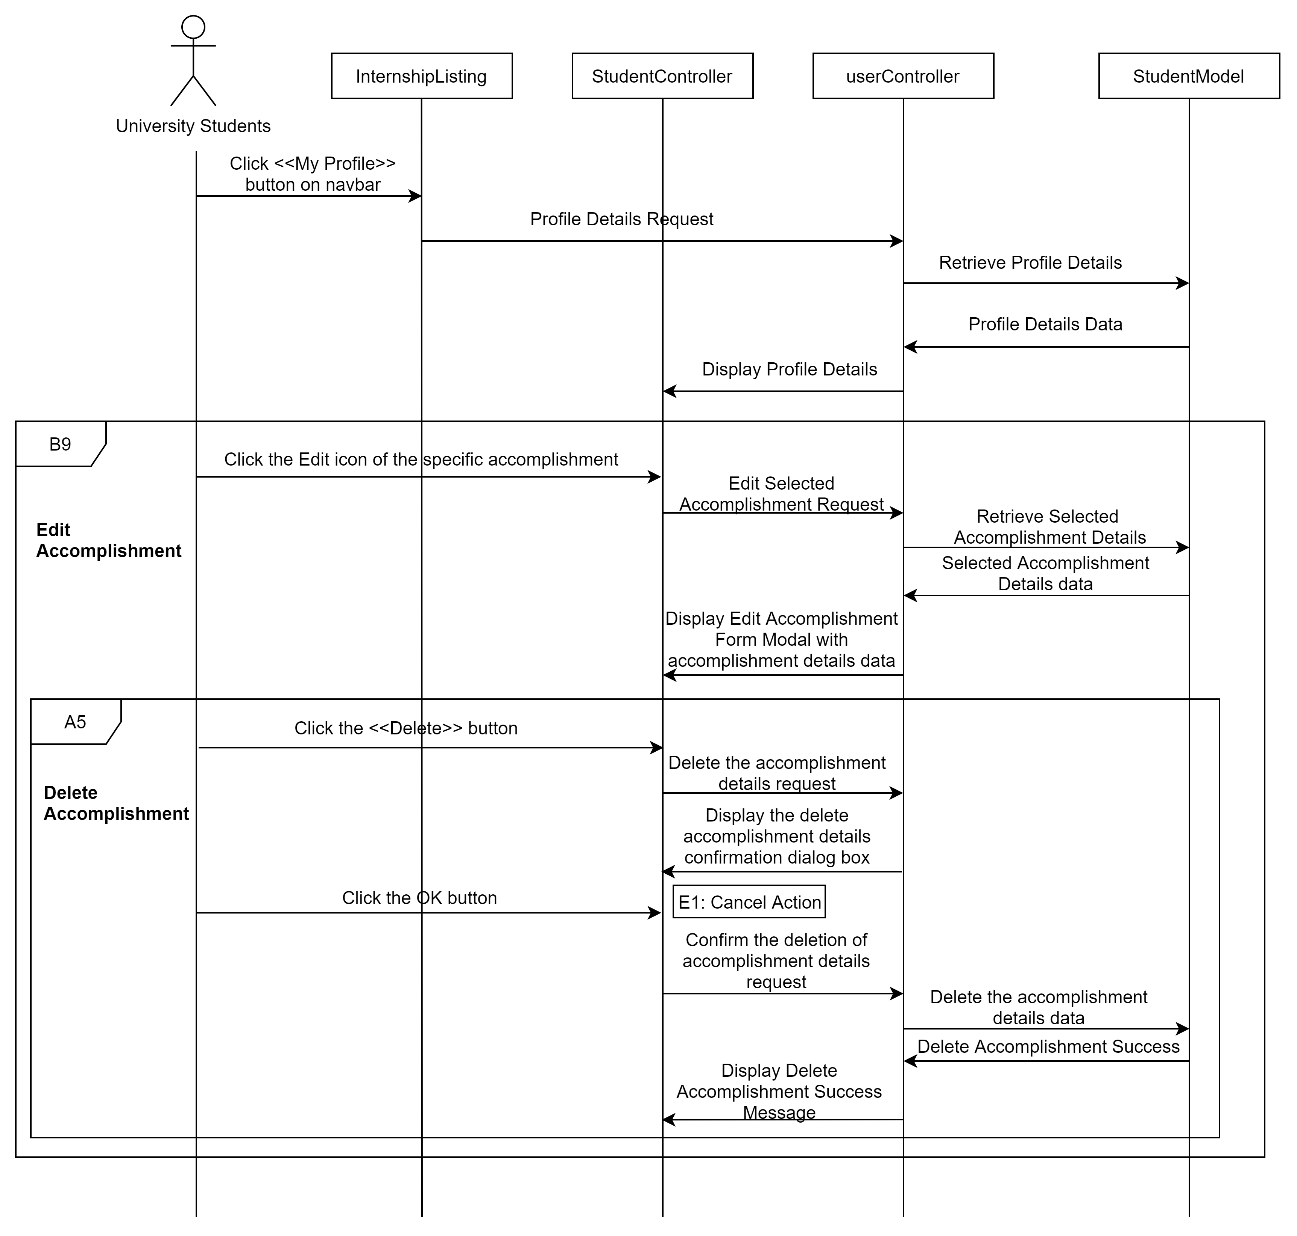 University Students
InternshipListing
StudentController
userController
StudentModel
Click <<My Profile>>
button on navbar
Profile Details Request
Retrieve Profile Details
Profile Details Data
Display Profile Details
B9
Click the Edit icon of the specific accomplishment
Edit Selected
Accomplishment Request
Edit
Accomplishment
Retrieve Selected
Accomplishment Details
Selected Accomplishment
Details data
Display Edit Accomplishment
Form Modal with
accomplishment details data
A5
Click the <<Delete>> button
Delete the accomplishment
details request
Delete
Accomplishment
Display the delete
accomplishment details
confirmation dialog box
Click the OK button
E1: Cancel Action
Confirm the deletion of
accomplishment details
request
Delete the accomplishment
details data
Delete Accomplishment Success
Display Delete
Accomplishment Success
Message